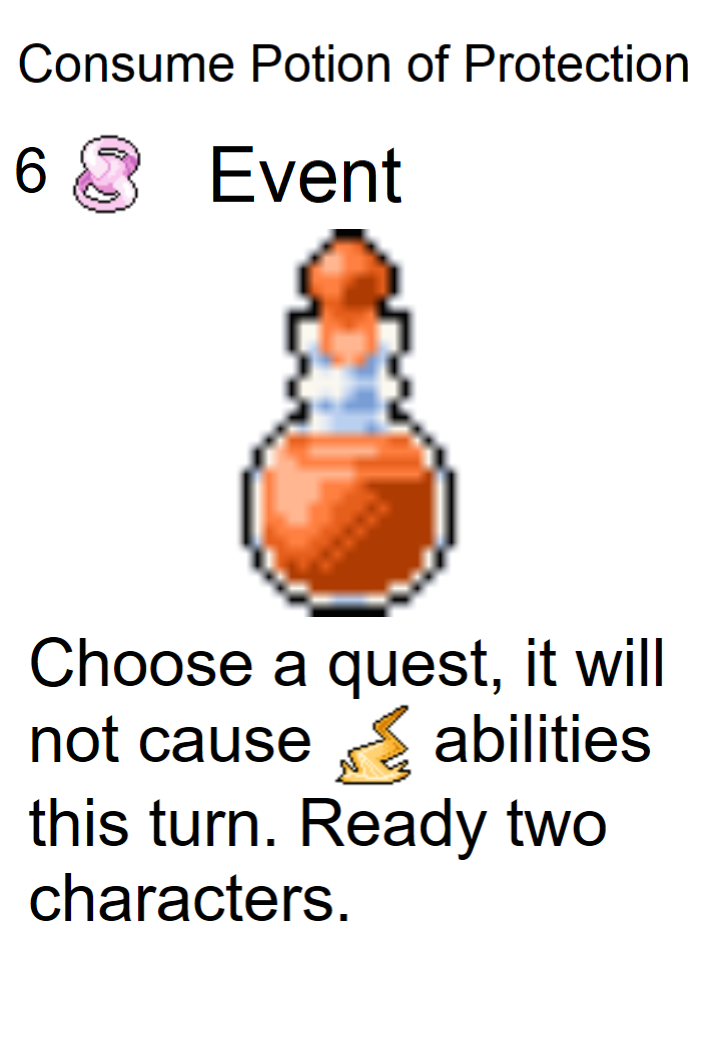 Consume Potion of Protection
6 Event
Choose a quest, it will
not cause abilities
this turn. Ready two
characters.